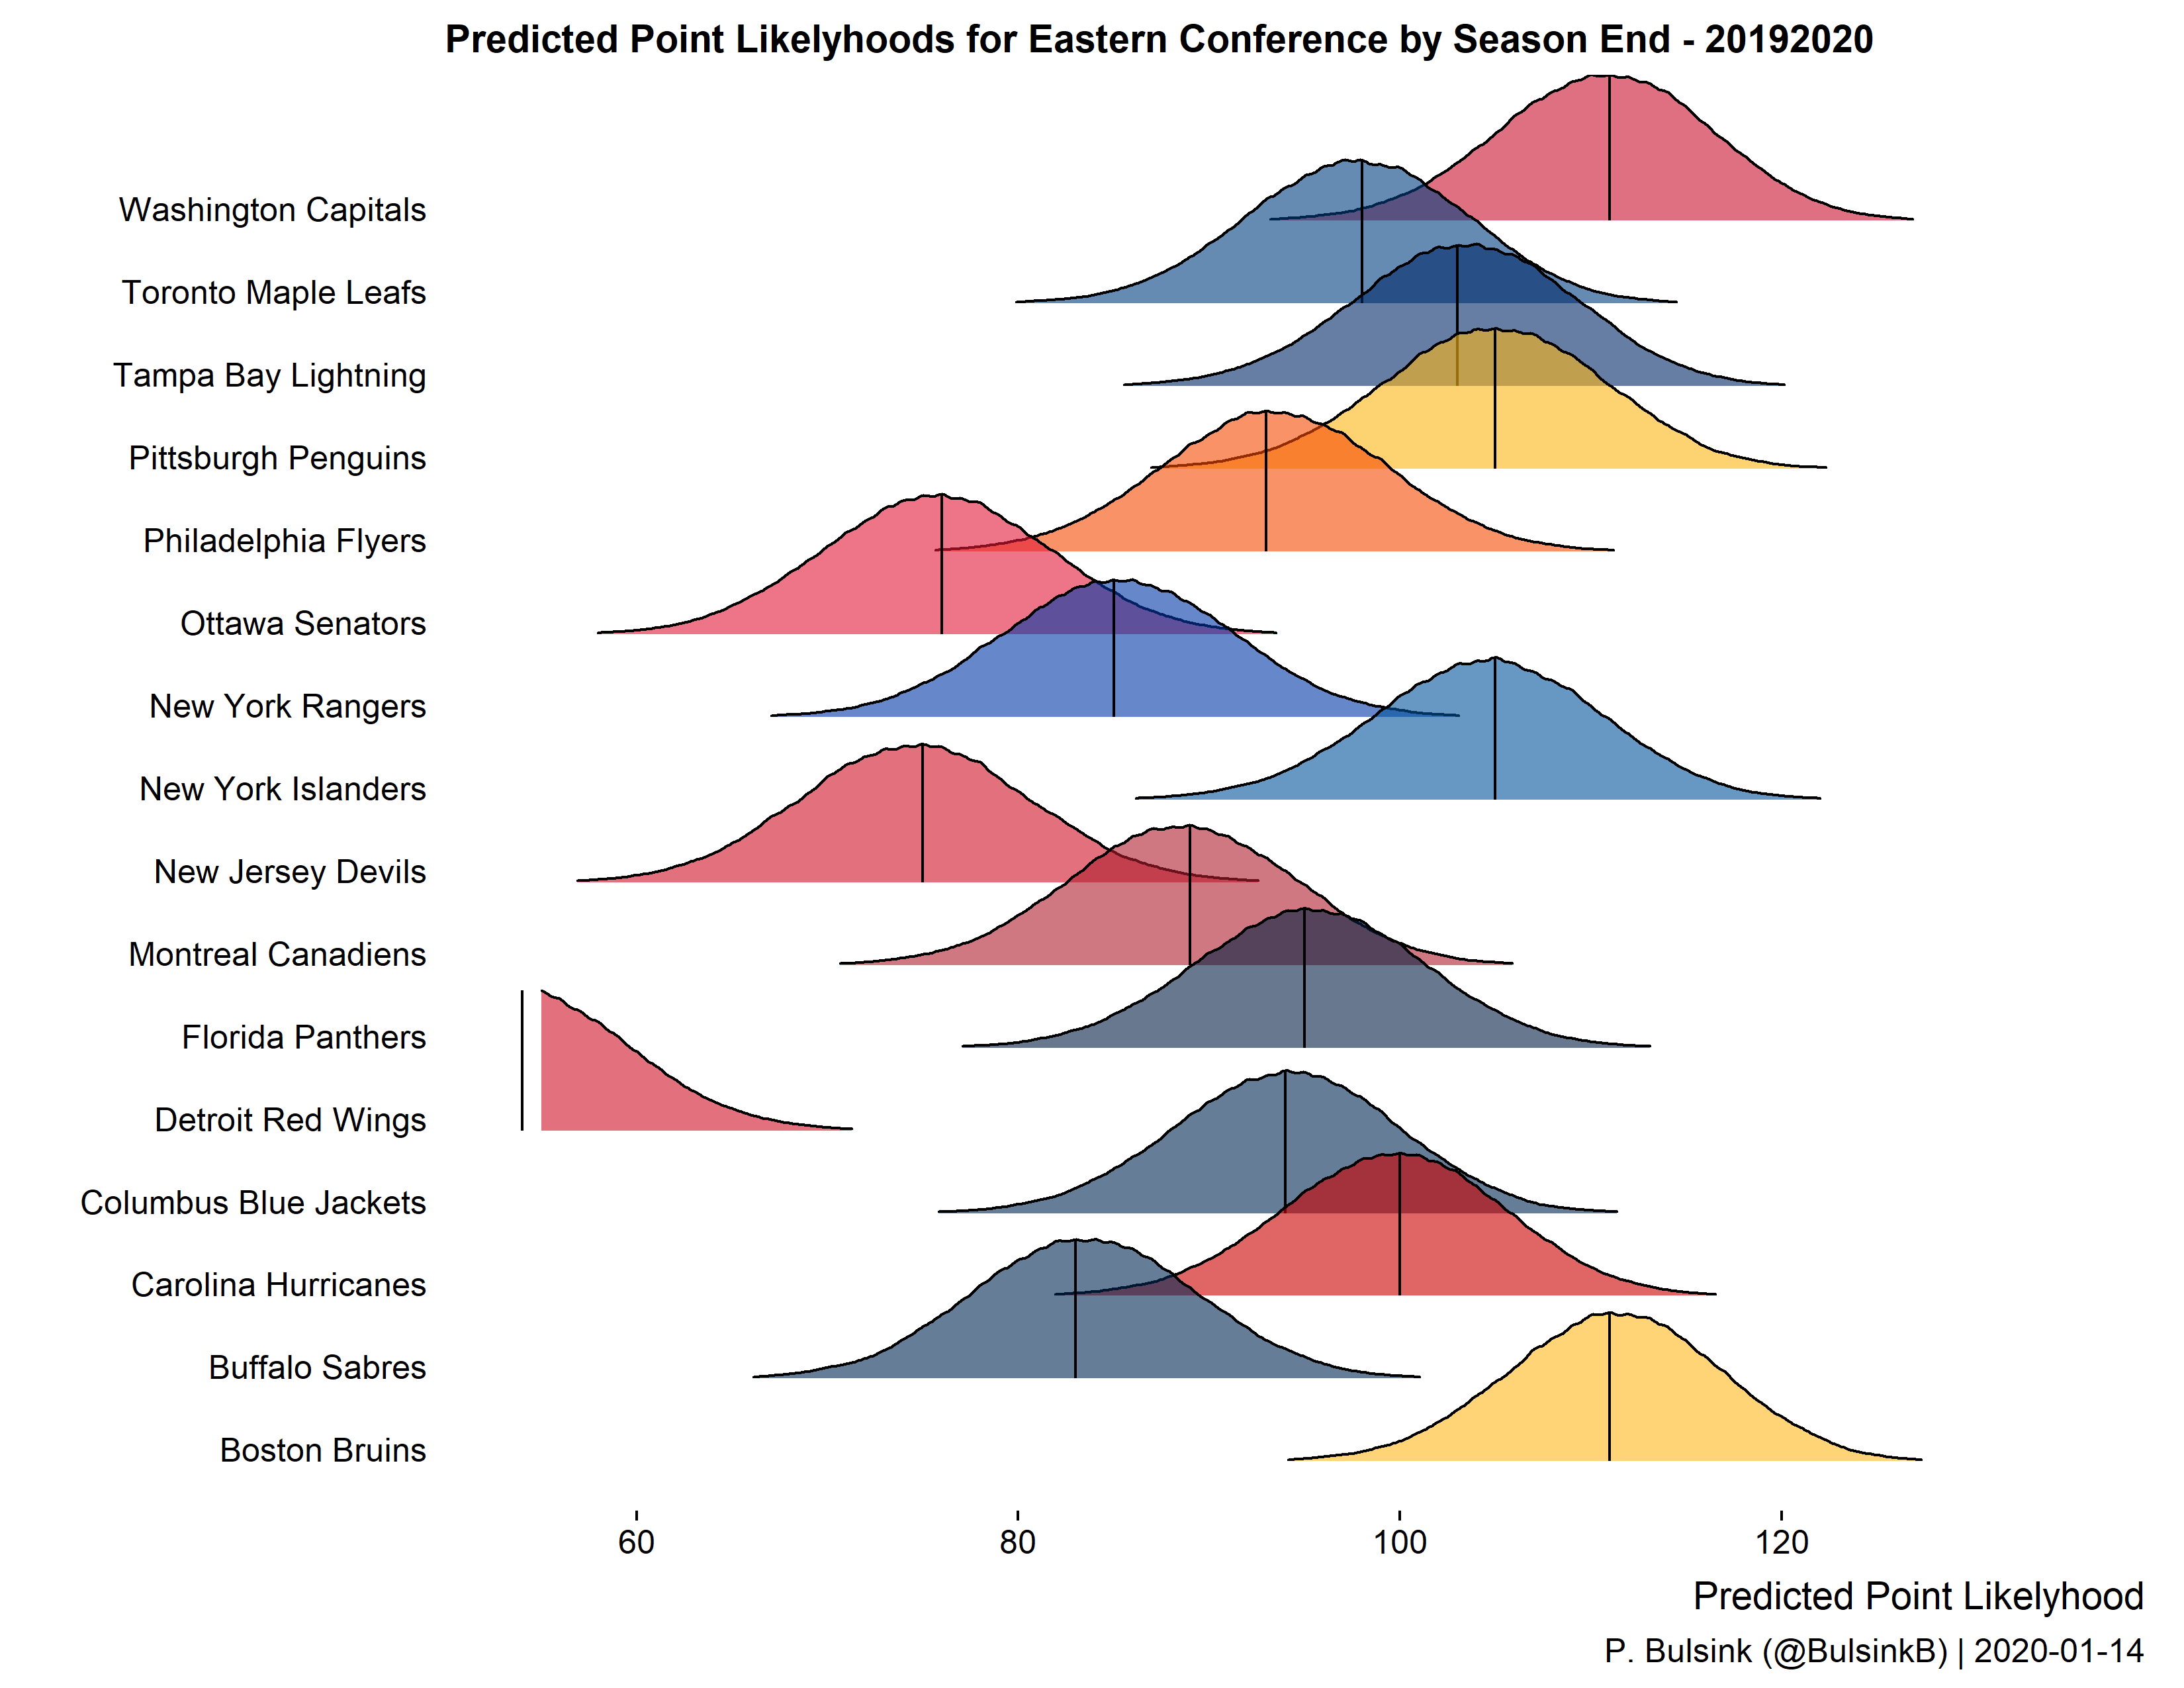 Predicted Point Likelyhoods for Eastern Conference by Season End - 20192020
Washington Capitals
Toronto Maple Leafs
Tampa Bay Lightning
Pittsburgh Penguins
Philadelphia Flyers
Ottawa Senators
New York Rangers
New York Islanders
New Jersey Devils
Montreal Canadiens
Florida Panthers
Detroit Red Wings
Columbus Blue Jackets
Carolina Hurricanes
Buffalo Sabres
Boston Bruins
60 80 100 120
Predicted Point Likelyhood
P. Bulsink (@BulsinkB) | 2020-01-14